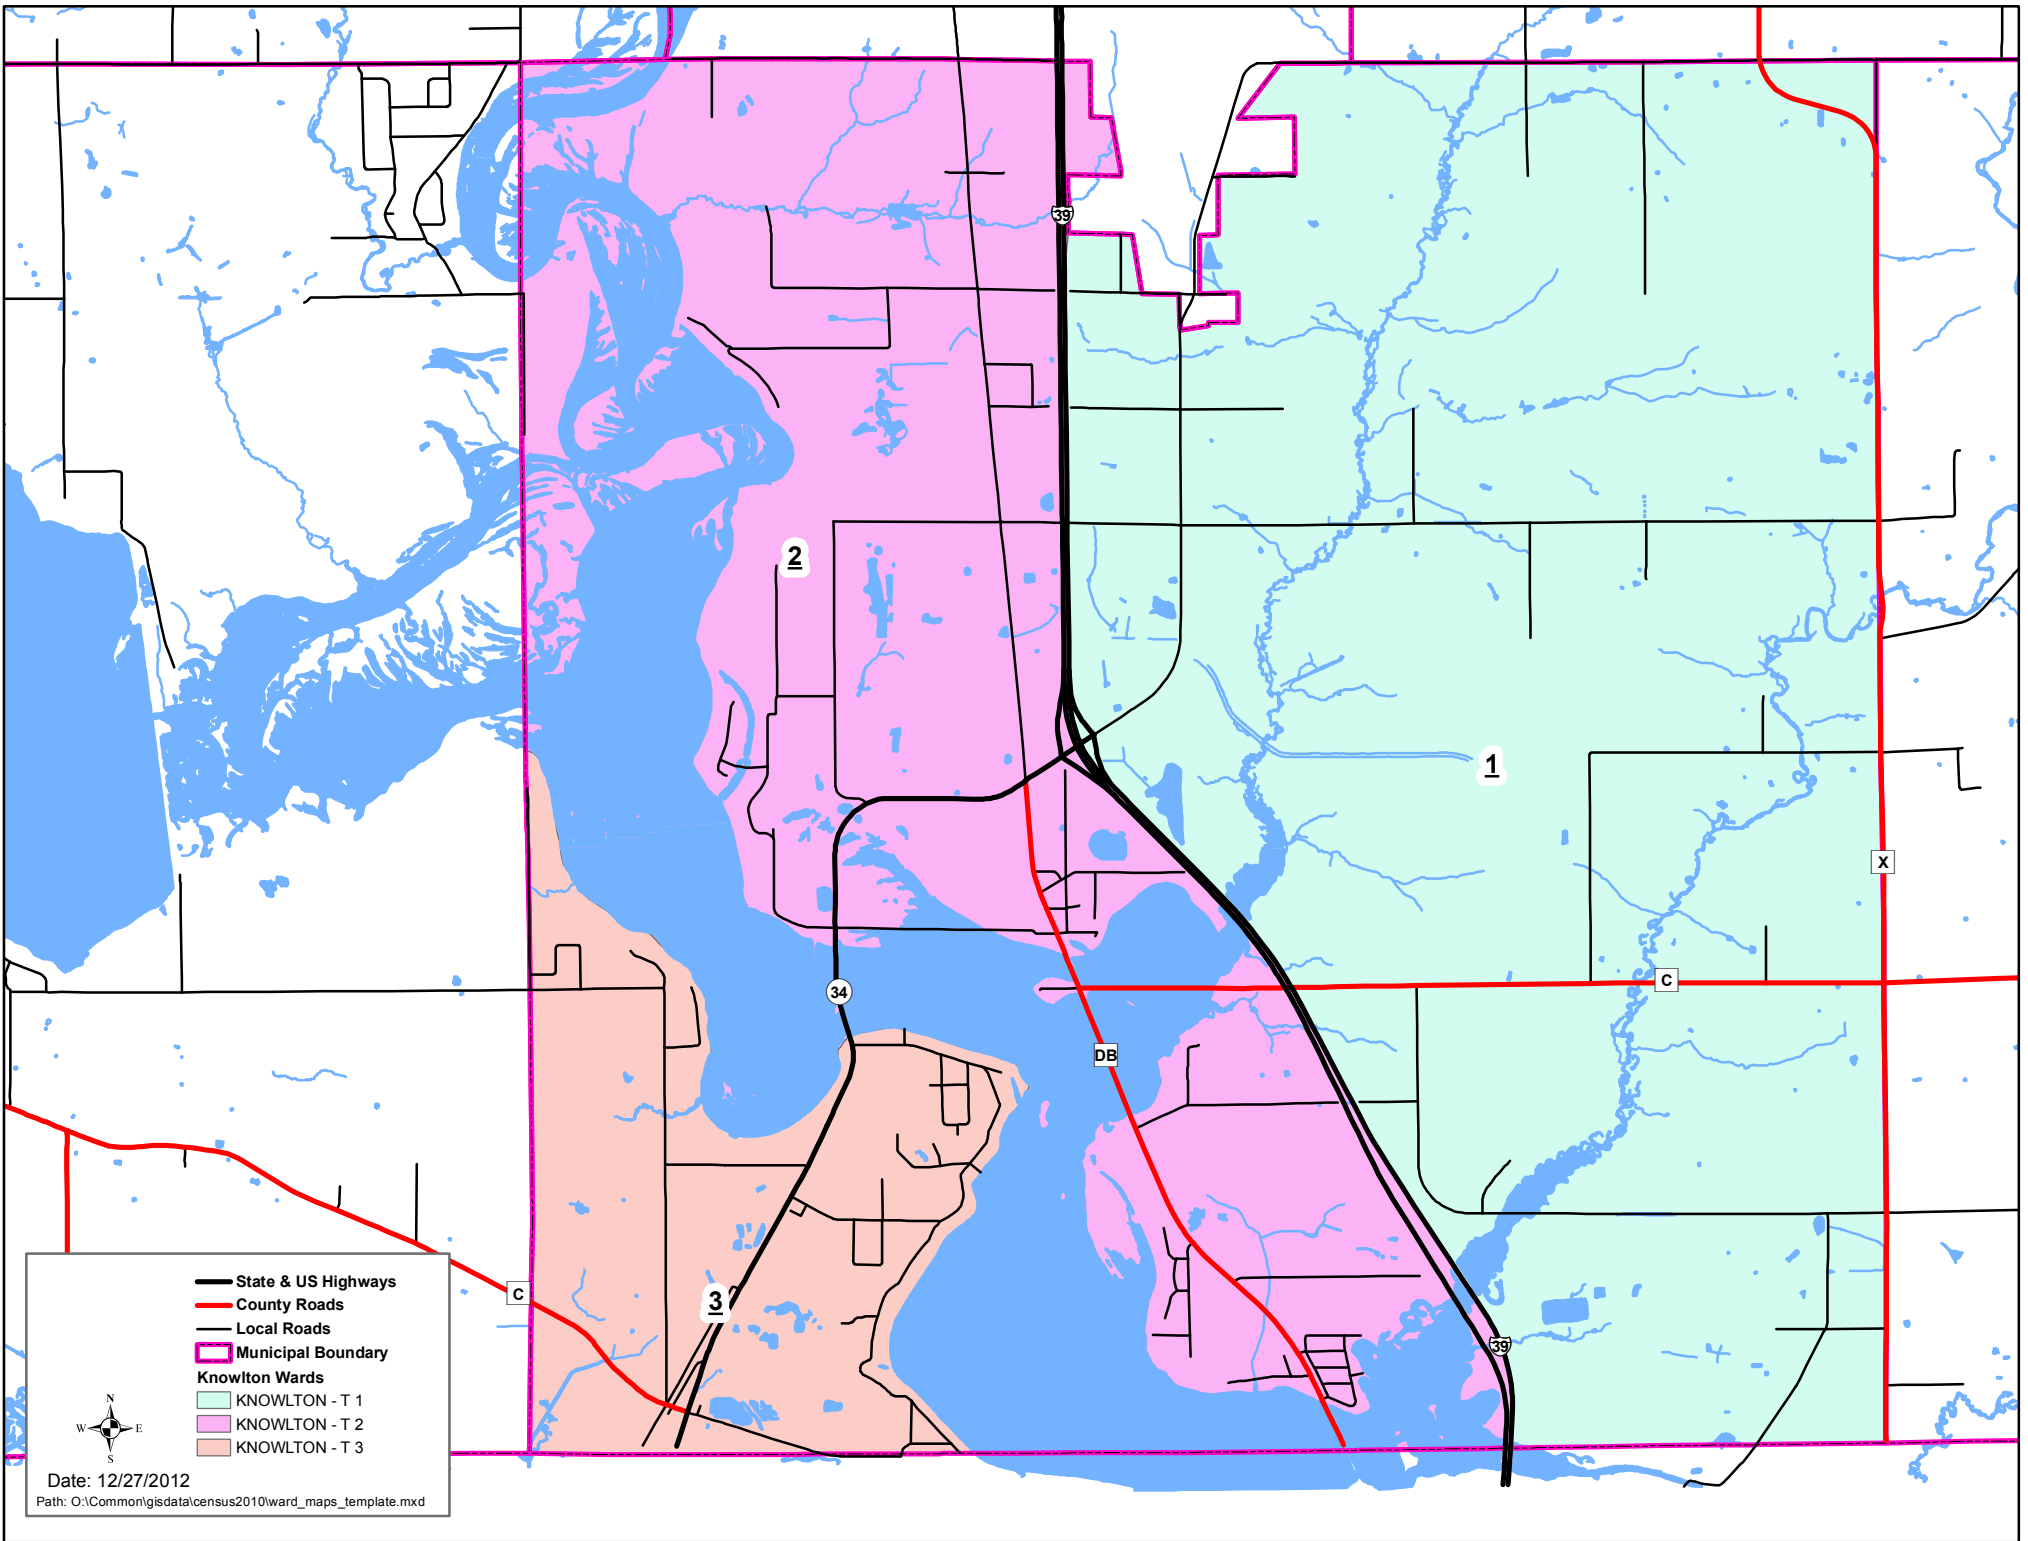 39
2
1
X
C
34
DB
C
3
39
State & US Highways
County Roads
Local Roads
Municipal Boundary
Knowlton Wards
KNOWLTON - T 1
KNOWLTON - T 2
KNOWLTON - T 3
N
W E
S
Date: 12/27/2012
Path: O:\Common\gisdata\census2010\ward_maps_template.mxd